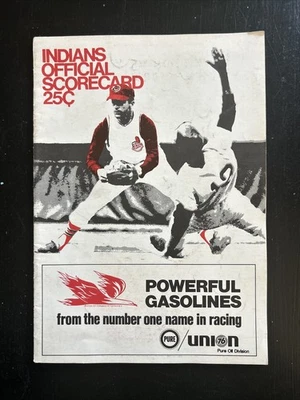 INDIANS
OFFICIAL
SCORECARD
25¢
2
POWERFUL
GASOLINES
from the number one name in racing
PURE / union 76
Pure Oil Division